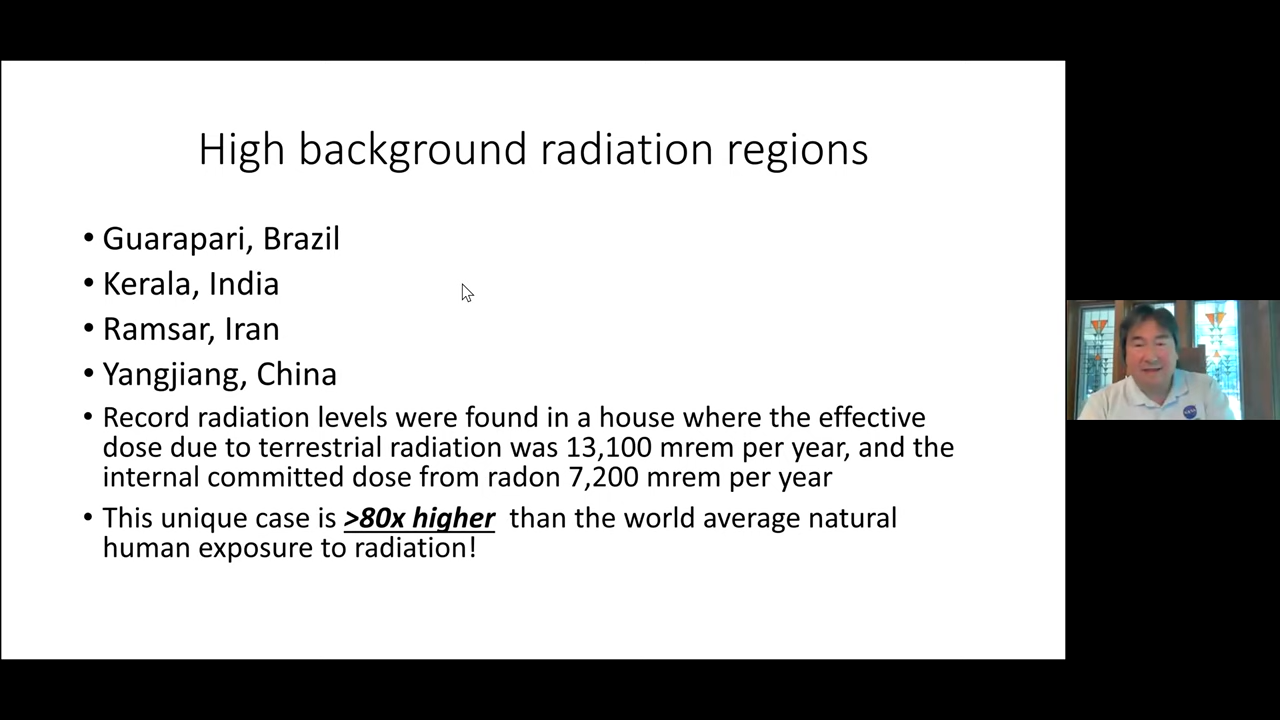 High background radiation regions
• Guarapari, Brazil
• Kerala, India
• Ramsar, Iran
• Yangjiang, China
• Record radiation levels were found in a house where the effective
dose due to terrestrial radiation was 13,100 mrem per year, and the
internal committed dose from radon 7,200 mrem per year
• This unique case is >80x higher than the world average natural
human exposure to radiation!
NASA